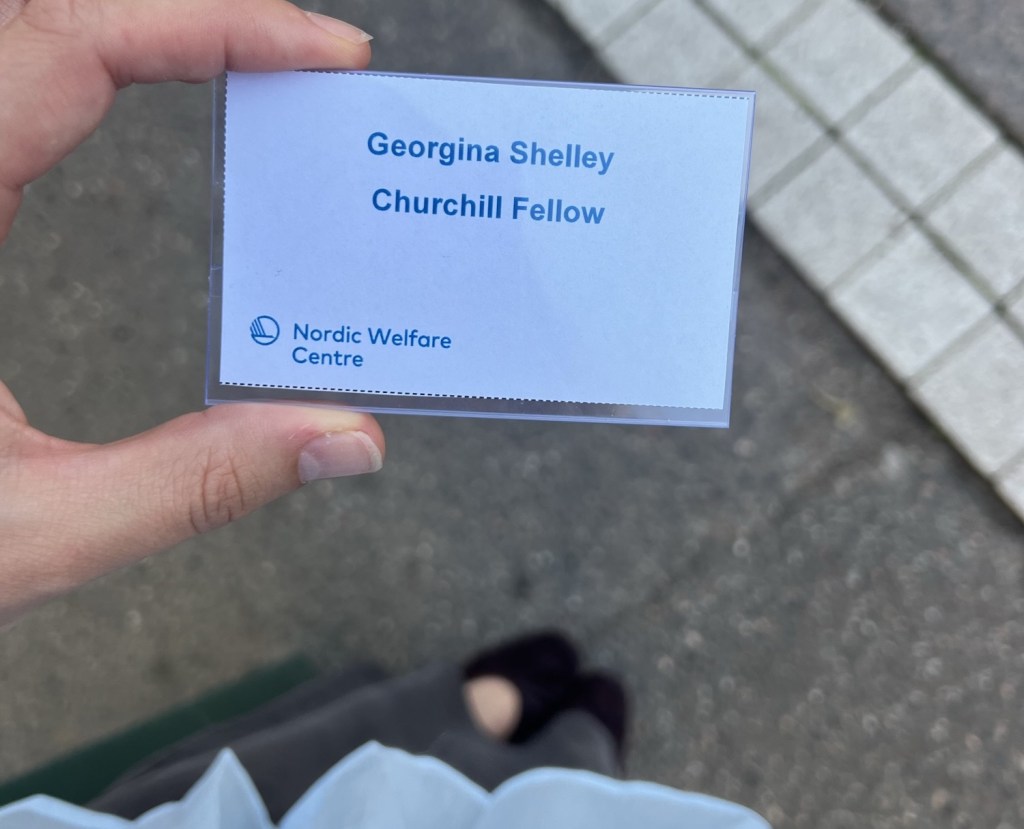 Georgina Shelley
Churchill Fellow
Nordic Welfare
Centre